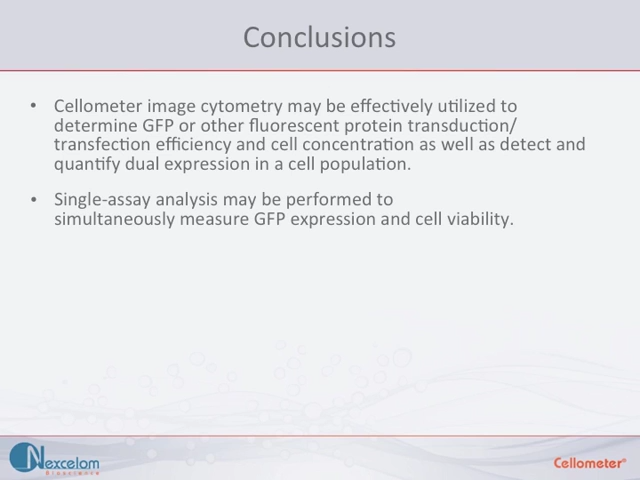 Conclusions
• Cellometer image cytometry may be effectively utilized to
determine GFP or other fluorescent protein transduction/
transfection efficiency and cell concentration as well as detect and
quantify dual expression in a cell population.
• Single-assay analysis may be performed to
simultaneously measure GFP expression and cell viability.
Nexcelom
Bioscience
Cellometer®